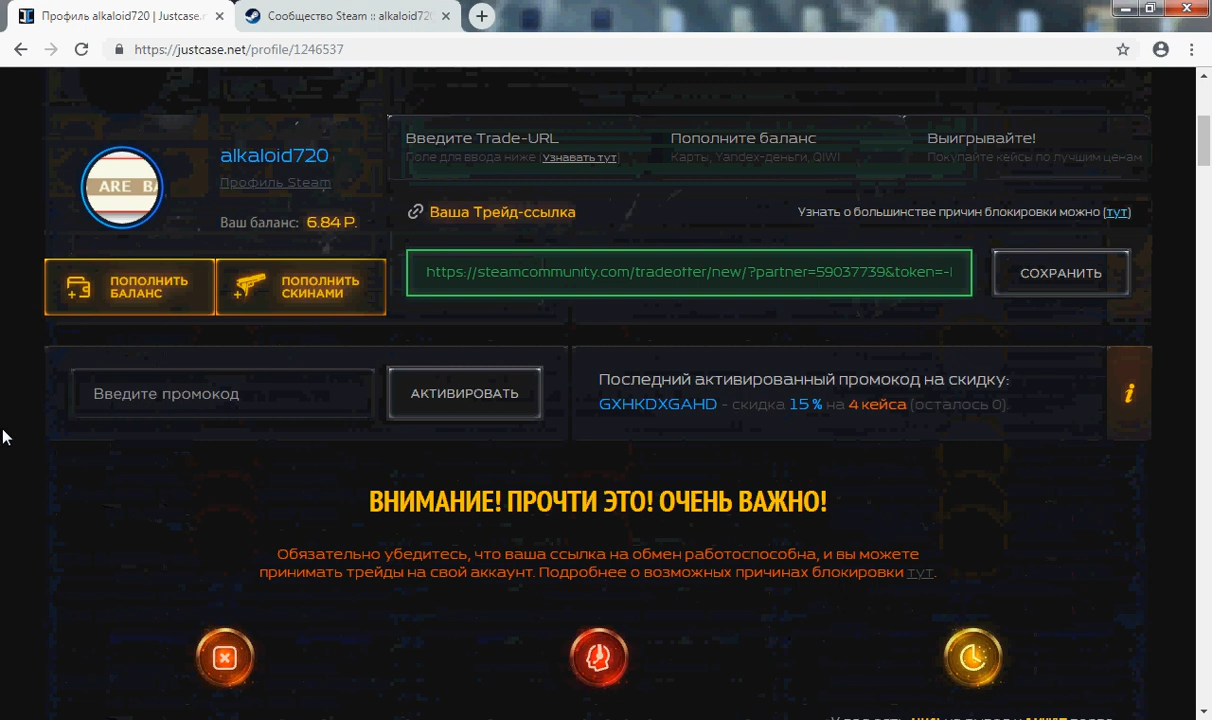 Профиль alkaloid720 | Justcase.
Сообщество Steam :: alkaloid720
https://justcase.net/profile/1246537
Введите Trade-URL
Поле для ввода ниже (Узнавать тут)
Пополните баланс
Карты, Yandex-деньги, QIWI
Выигрывайте!
Покупайте кейсы по лучшим ценам
ARE BA
alkaloid720
Профиль Steam
Ваш баланс: 6.84 Р.
Ваша Трейд-ссылка
Узнать о большинстве причин блокировки можно (тут)
https://steamcommunity.com/tradeoffer/new/?partner=59037739&token=-
СОХРАНИТЬ
ПОПОЛНИТЬ
БАЛАНС
ПОПОЛНИТЬ
СКИНАМИ
Введите промокод
АКТИВИРОВАТЬ
Последний активированный промокод на скидку:
GXHKDXGAHD - скидка 15 % на 4 кейса (осталось 0).
i
ВНИМАНИЕ! ПРОЧТИ ЭТО! ОЧЕНЬ ВАЖНО!
Обязательно убедитесь, что ваша ссылка на обмен работоспособна, и вы можете
принимать трейды на свой аккаунт. Подробнее о возможных причинах блокировки тут.